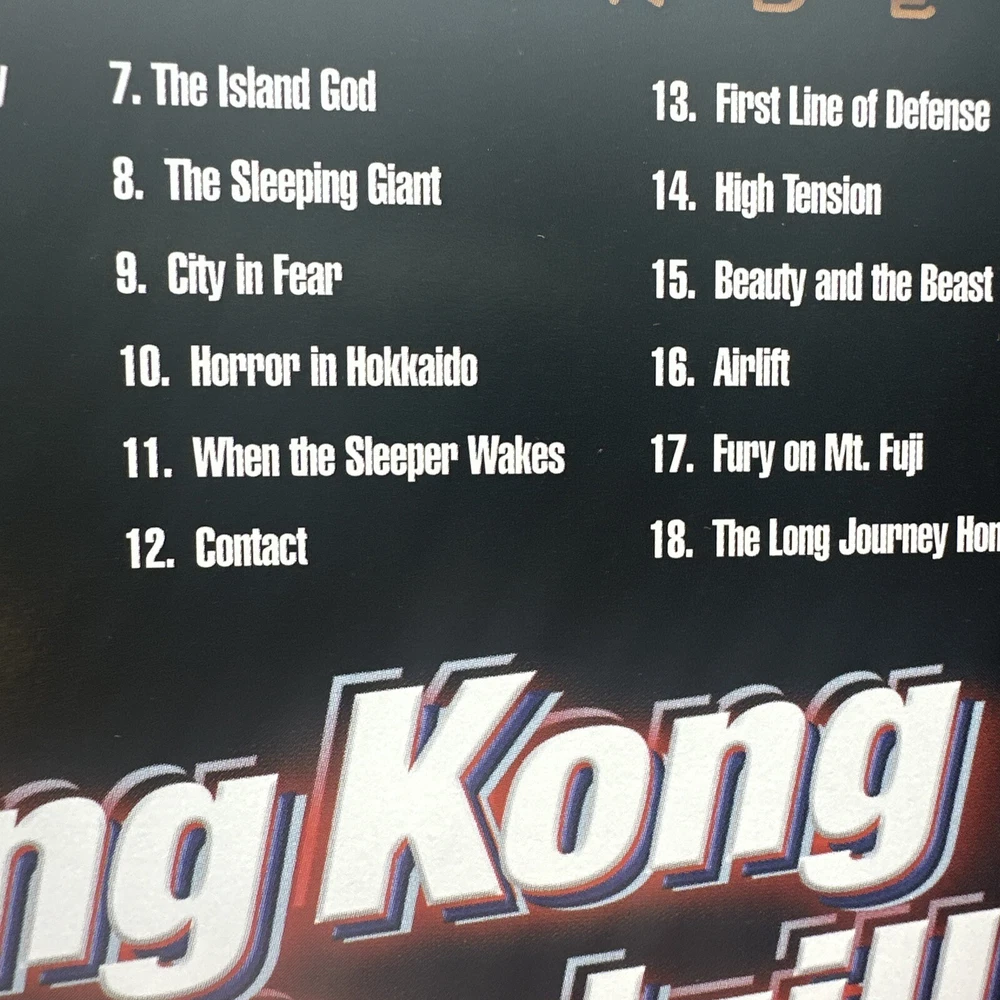 7. The Island God
8. The Sleeping Giant
9. City in Fear
10. Horror in Hokkaido
11. When the Sleeper Wakes
12. Contact
13. First Line of Defense
14. High Tension
15. Beauty and the Beast
16. Airlift
17. Fury on Mt. Fuji
18. The Long Journey Hom
ng Kong